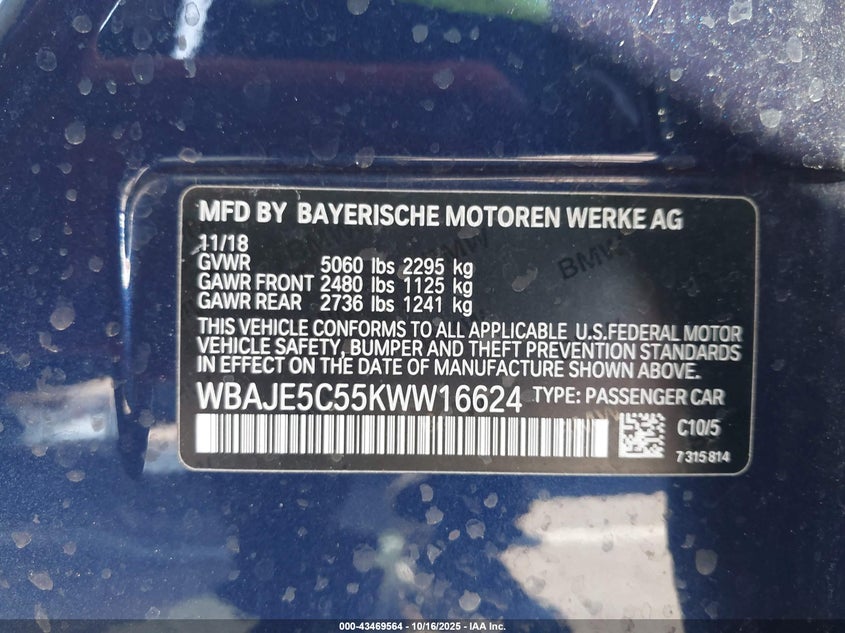 MFD BY BAYERISCHE MOTOREN WERKE AG
11/18
GVWR 5060 lbs 2295 kg
GAWR FRONT 2480 lbs 1125 kg
GAWR REAR 2736 lbs 1241 kg
THIS VEHICLE CONFORMS TO ALL APPLICABLE U.S.FEDERAL MOTOR
VEHICLE SAFETY, BUMPER AND THEFT PREVENTION STANDARDS
IN EFFECT ON THE DATE OF MANUFACTURE SHOWN ABOVE.
WBAJE5C55KWW16624 TYPE: PASSENGER CAR
C10/5
7315814
BMW
000-43469564 - 10/16/2025 - IAA Inc.